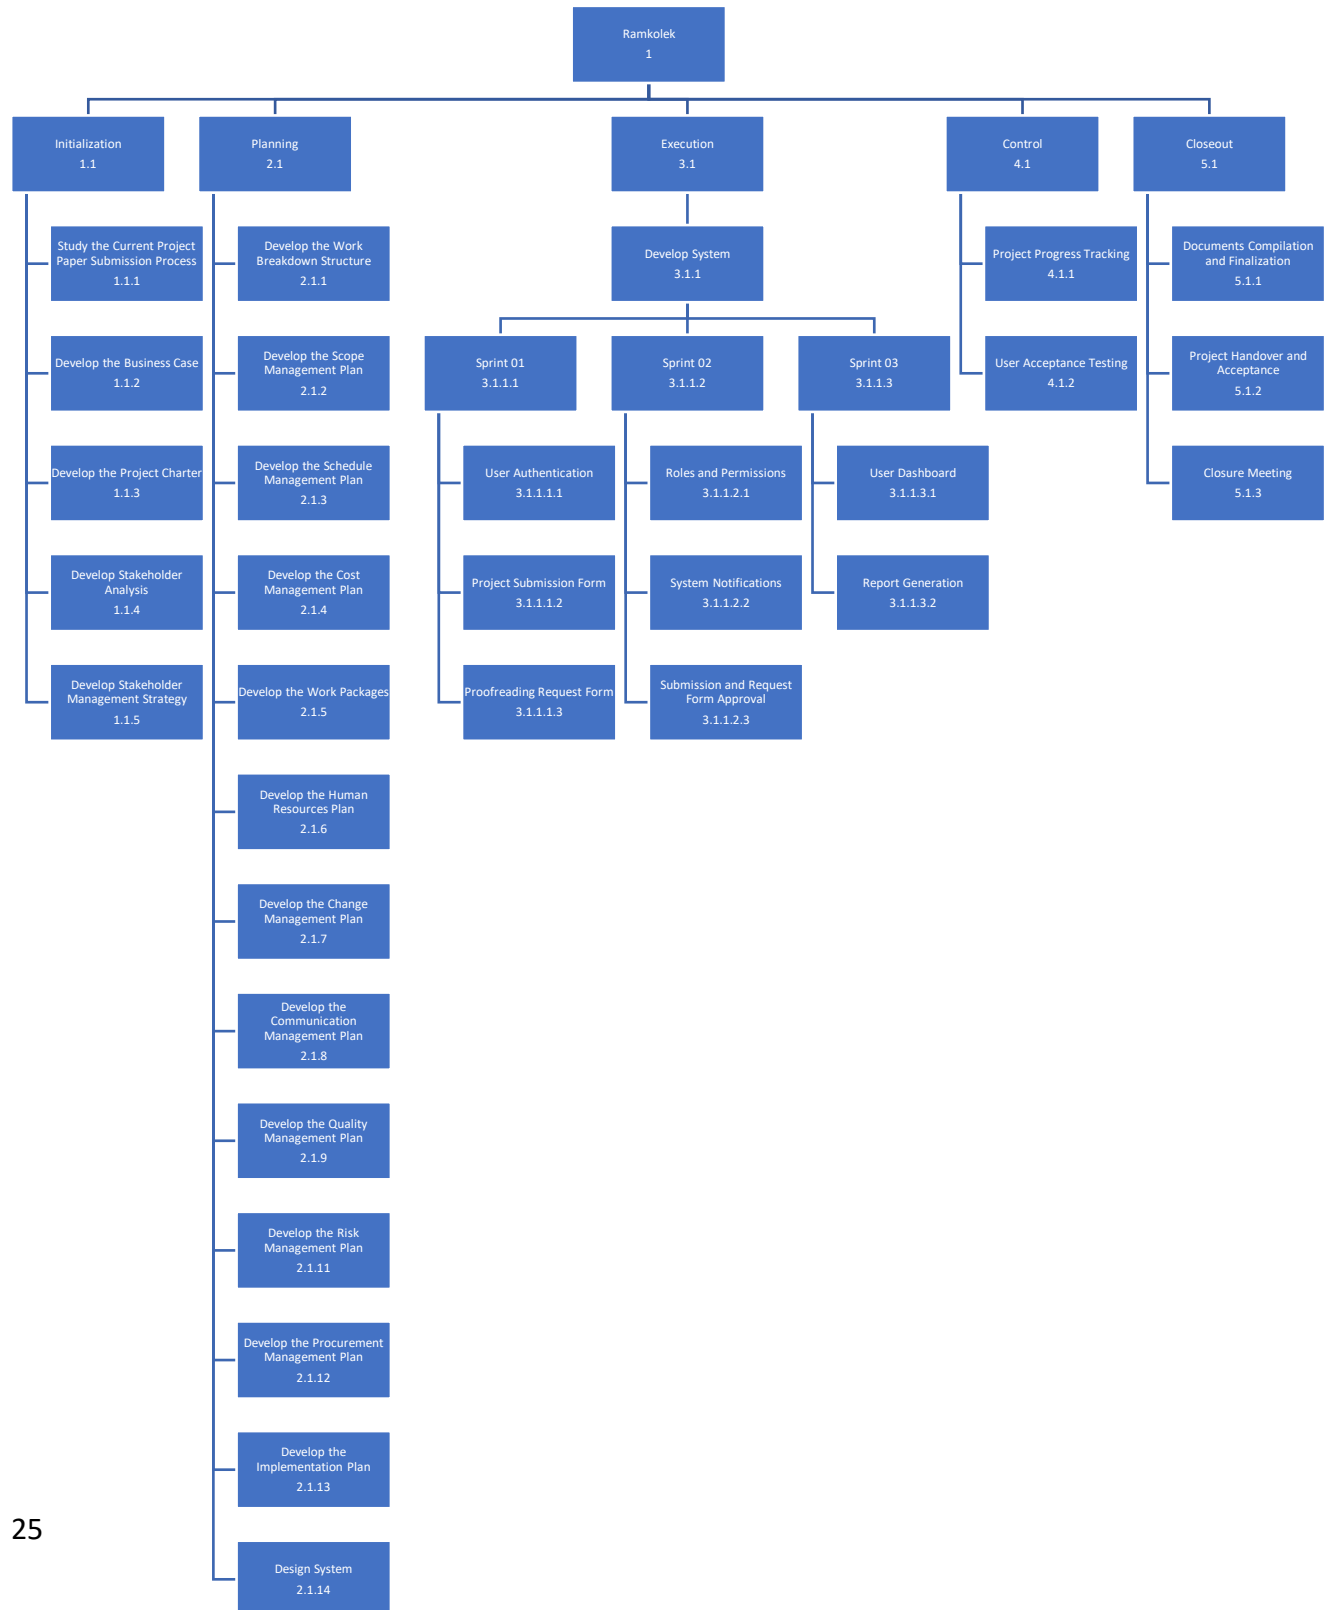 Ramkolek
1
Initialization
1.1
Planning
2.1
Execution
3.1
Control
4.1
Closeout
5.1
Study the Current Project
Paper Submission Process
1.1.1
Develop the Business Case
1.1.2
Develop the Project Charter
1.1.3
Develop Stakeholder
Analysis
1.1.4
Develop Stakeholder
Management Strategy
1.1.5
Develop the Work
Breakdown Structure
2.1.1
Develop the Scope
Management Plan
2.1.2
Develop the Schedule
Management Plan
2.1.3
Develop the Cost
Management Plan
2.1.4
Develop the Work Packages
2.1.5
Develop the Human
Resources Plan
2.1.6
Develop the Change
Management Plan
2.1.7
Develop the
Communication
Management Plan
2.1.8
Develop the Quality
Management Plan
2.1.9
Develop the Risk
Management Plan
2.1.11
Develop the Procurement
Management Plan
2.1.12
Develop the
Implementation Plan
2.1.13
Design System
2.1.14
Develop System
3.1.1
Sprint 01
3.1.1.1
User Authentication
3.1.1.1.1
Project Submission Form
3.1.1.1.2
Proofreading Request Form
3.1.1.1.3
Sprint 02
3.1.1.2
Roles and Permissions
3.1.1.2.1
System Notifications
3.1.1.2.2
Submission and Request
Form Approval
3.1.1.2.3
Sprint 03
3.1.1.3
User Dashboard
3.1.1.3.1
Report Generation
3.1.1.3.2
Project Progress Tracking
4.1.1
User Acceptance Testing
4.1.2
Documents Compilation
and Finalization
5.1.1
Project Handover and
Acceptance
5.1.2
Closure Meeting
5.1.3
25